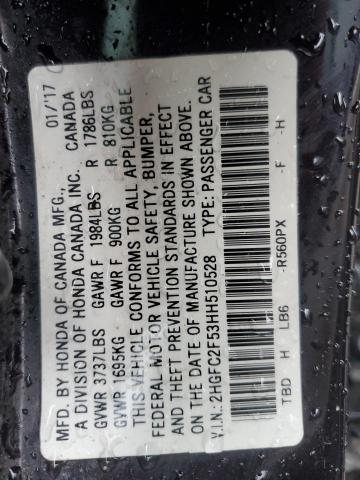 MFD. BY HONDA OF CANADA MFG., 01/'17
A DIVISION OF HONDA CANADA INC. CANADA
GVWR 3737LBS GAWR F 1984LBS R 1786LBS
GVWR 1695KG GAWR F 900KG R 810KG
THIS VEHICLE CONFORMS TO ALL APPLICABLE
FEDERAL MOTOR VEHICLE SAFETY, BUMPER,
AND THEFT PREVENTION STANDARDS IN EFFECT
ON THE DATE OF MANUFACTURE SHOWN ABOVE.
V.I.N.: 2HGFC2F53HH510528 TYPE: PASSENGER CAR
TBD H LB6 -R560PX -F -H